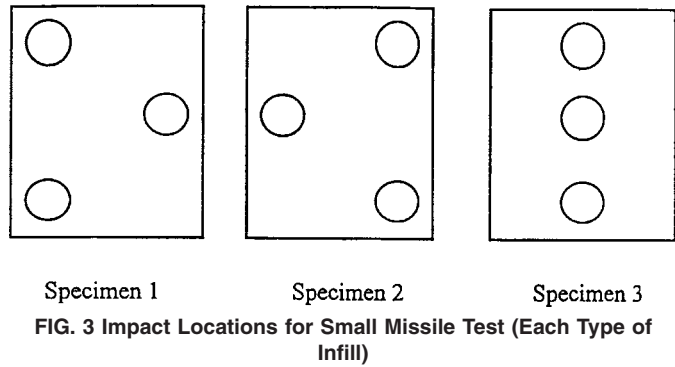 Specimen 1 Specimen 2 Specimen 3
FIG. 3 Impact Locations for Small Missile Test (Each Type of
Infill)